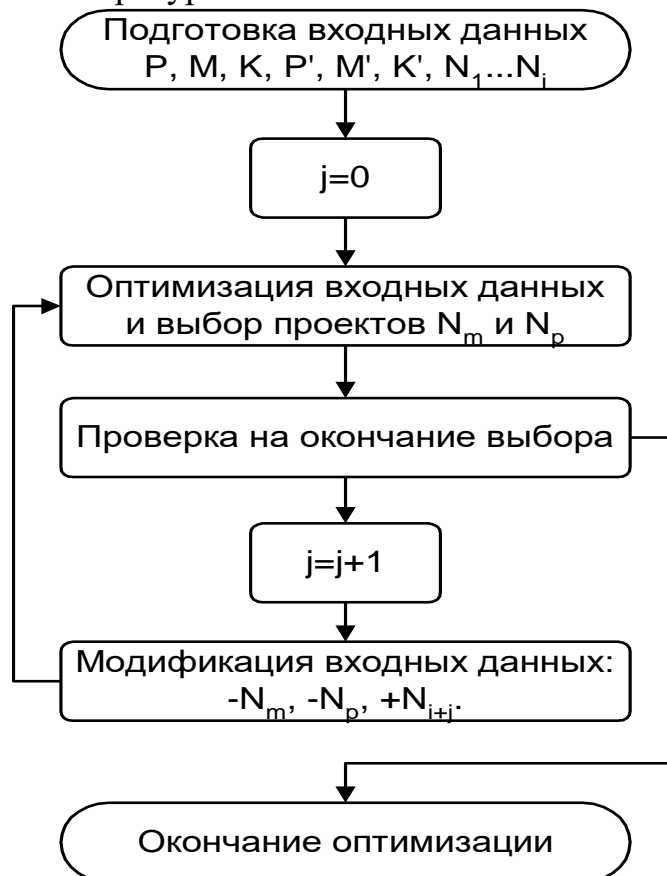 Подготовка входных данных
P, M, K, P', M', K', N₁...Nᵢ
j=0
Оптимизация входных данных
и выбор проектов Nₘ и Nₚ
Проверка на окончание выбора
j=j+1
Модификация входных данных:
-Nₘ, -Nₚ, +Nᵢ₊ⱼ.
Окончание оптимизации